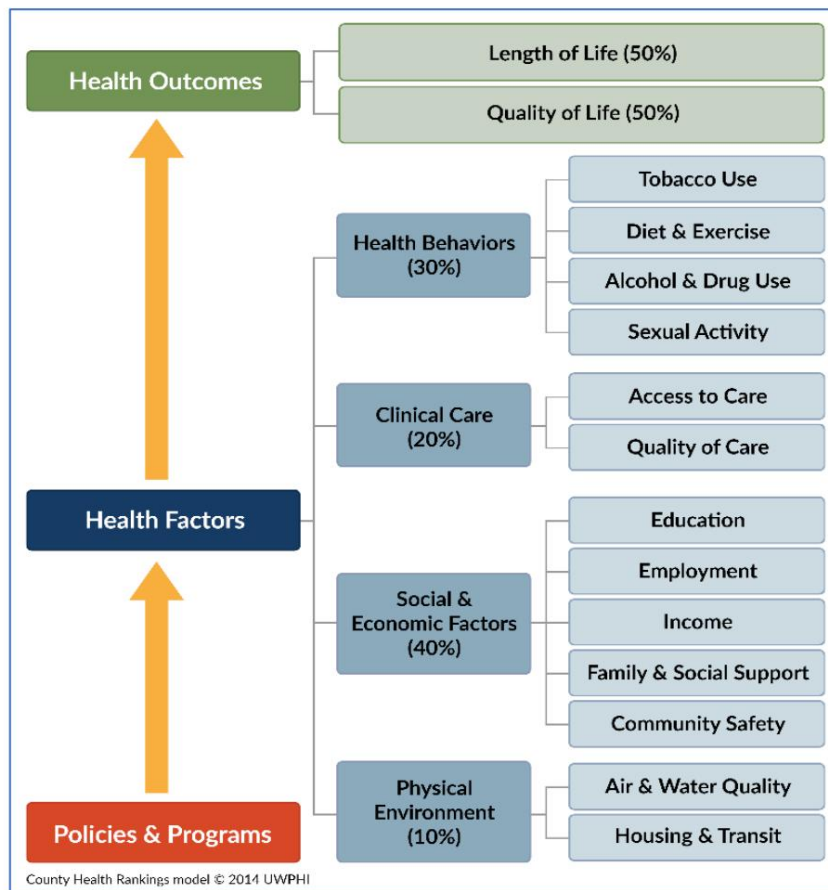 Health Outcomes
Length of Life (50%)
Quality of Life (50%)
Health Behaviors
(30%)
Tobacco Use
Diet & Exercise
Alcohol & Drug Use
Sexual Activity
Clinical Care
(20%)
Access to Care
Quality of Care
Health Factors
Social &
Economic Factors
(40%)
Education
Employment
Income
Family & Social Support
Community Safety
Physical
Environment
(10%)
Air & Water Quality
Housing & Transit
Policies & Programs
County Health Rankings model © 2014 UWPHI